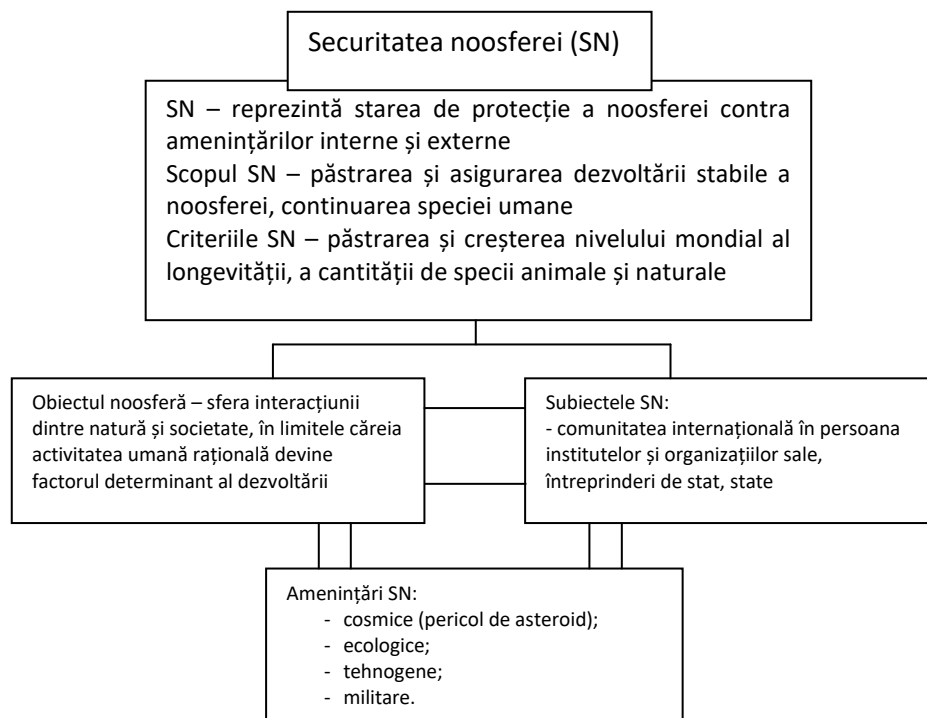 Securitatea noosferei (SN)
SN – reprezintă starea de protecție a noosferei contra
amenințărilor interne și externe
Scopul SN – păstrarea și asigurarea dezvoltării stabile a
noosferei, continuarea speciei umane
Criteriile SN – păstrarea și creșterea nivelului mondial al
longevității, a cantității de specii animale și naturale
Obiectul noosferă – sfera interacțiunii
dintre natură și societate, în limitele căreia
activitatea umană rațională devine
factorul determinant al dezvoltării
Subiectele SN:
- comunitatea internațională în persoana
institutelor și organizațiilor sale,
întreprinderi de stat, state
Amenințări SN:
- cosmice (pericol de asteroid);
- ecologice;
- tehnogene;
- militare.